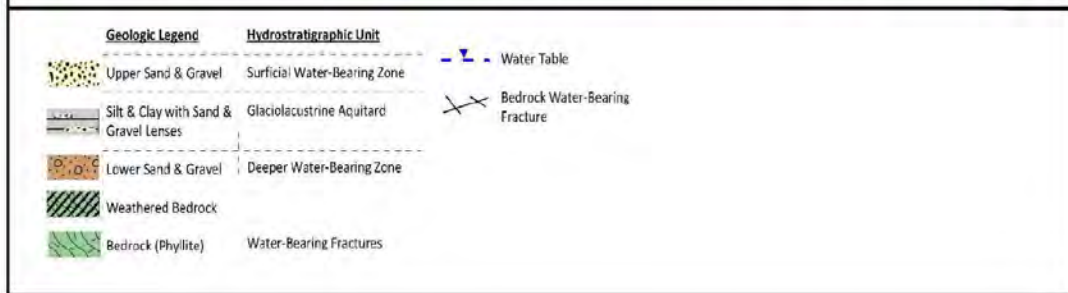 Geologic Legend
Hydrostratigraphic Unit
Upper Sand & Gravel
Surficial Water-Bearing Zone
Silt & Clay with Sand &
Gravel Lenses
Glaciolacustrine Aquitard
Lower Sand & Gravel
Deeper Water-Bearing Zone
Weathered Bedrock
Bedrock (Phyllite)
Water-Bearing Fractures
Water Table
Bedrock Water-Bearing
Fracture